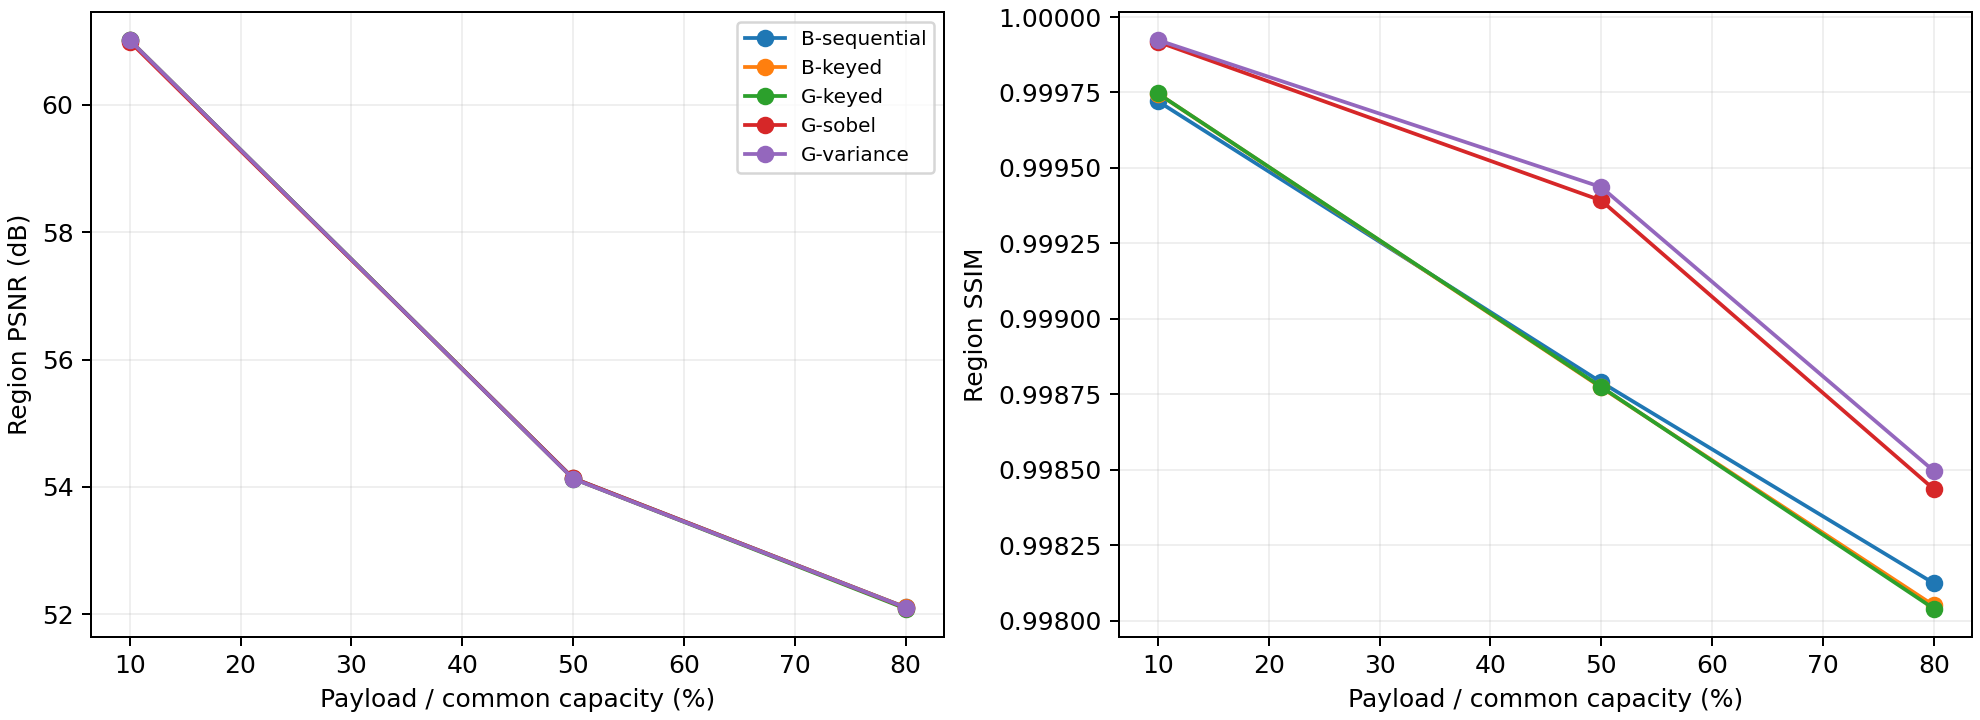 Region PSNR (dB)
60
58
56
54
52
10 20 30 40 50 60 70 80
Payload / common capacity (%)
B-sequential
B-keyed
G-keyed
G-sobel
G-variance
Region SSIM
1.00000
0.99975
0.99950
0.99925
0.99900
0.99875
0.99850
0.99825
0.99800
10 20 30 40 50 60 70 80
Payload / common capacity (%)